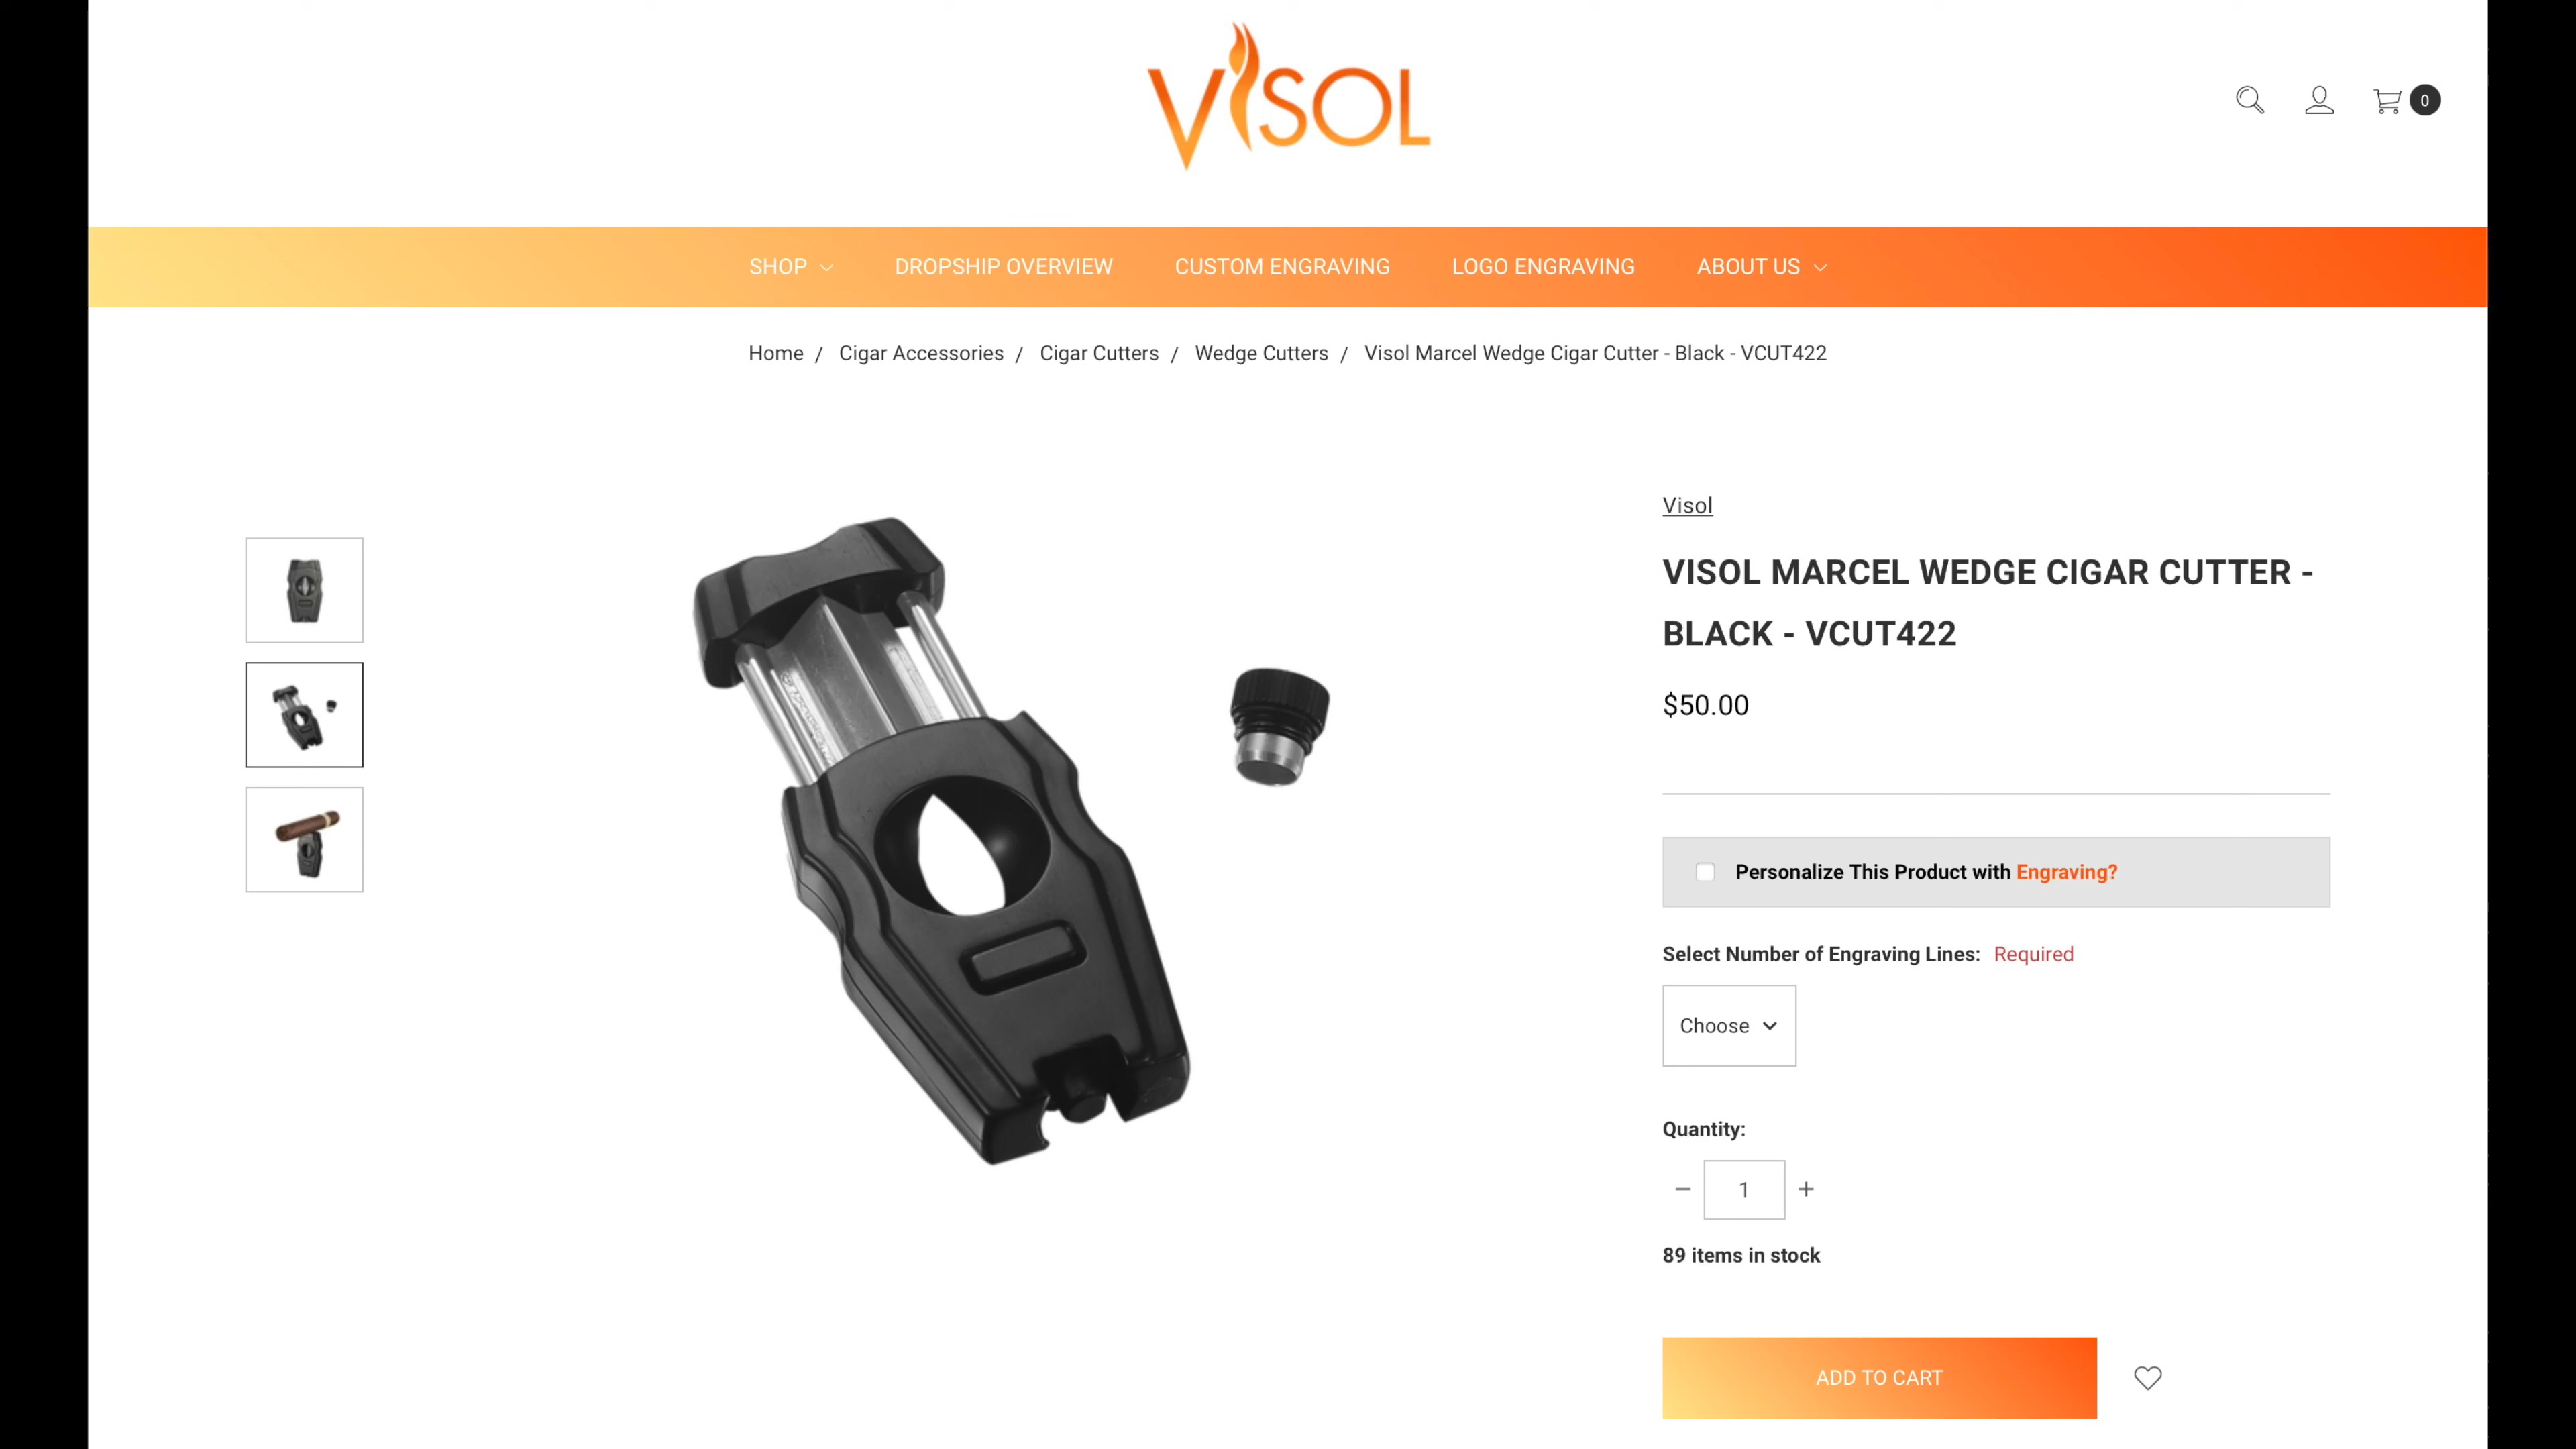 VISOL
0
SHOP
DROPSHIP OVERVIEW
CUSTOM ENGRAVING
LOGO ENGRAVING
ABOUT US
Home / Cigar Accessories / Cigar Cutters / Wedge Cutters / Visol Marcel Wedge Cigar Cutter - Black - VCUT422
Visol
VISOL MARCEL WEDGE CIGAR CUTTER -
BLACK - VCUT422
$50.00
Personalize This Product with Engraving?
Select Number of Engraving Lines: Required
Choose
Quantity:
− 1 +
89 items in stock
ADD TO CART